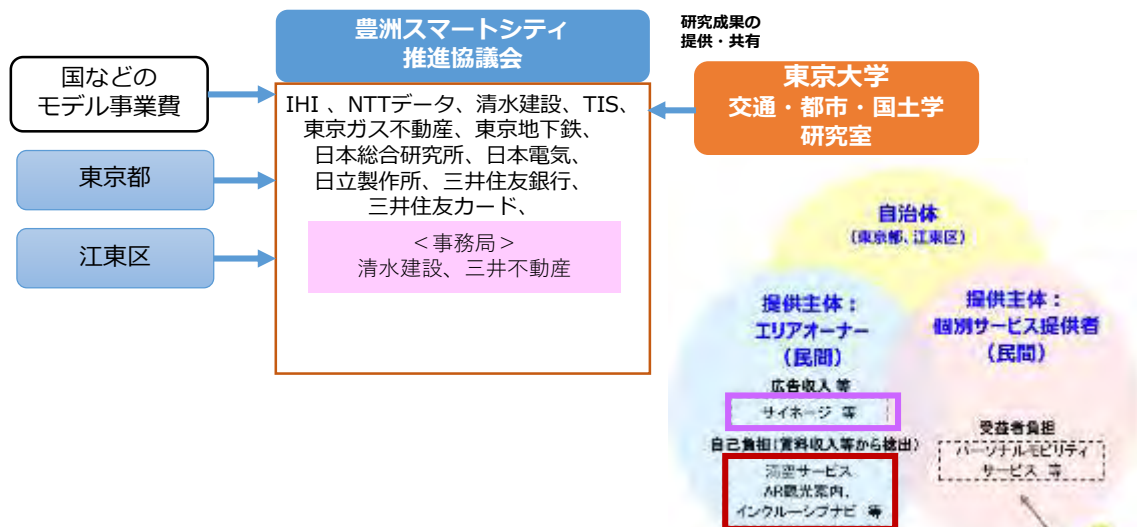 豊洲スマートシティ
推進協議会
研究成果の
提供・共有
国などの
モデル事業費
東京大学
交通・都市・国土学
研究室
IHI 、NTTデータ、清水建設、TIS、
東京ガス不動産、東京地下鉄、
日本総合研究所、日本電気、
日立製作所、三井住友銀行、
三井住友カード、
東京都
江東区
＜事務局＞
清水建設、三井不動産
自治体
（東京都、江東区）
提供主体：
エリアオーナー
（民間）
広告収入 等
サイネージ 等
自己負担（賃料収入等から捻出）
満空サービス
AR観光案内、
インクルーシブナビ 等
提供主体：
個別サービス提供者
（民間）
受益者負担
パーソナルモビリティ
サービス 等